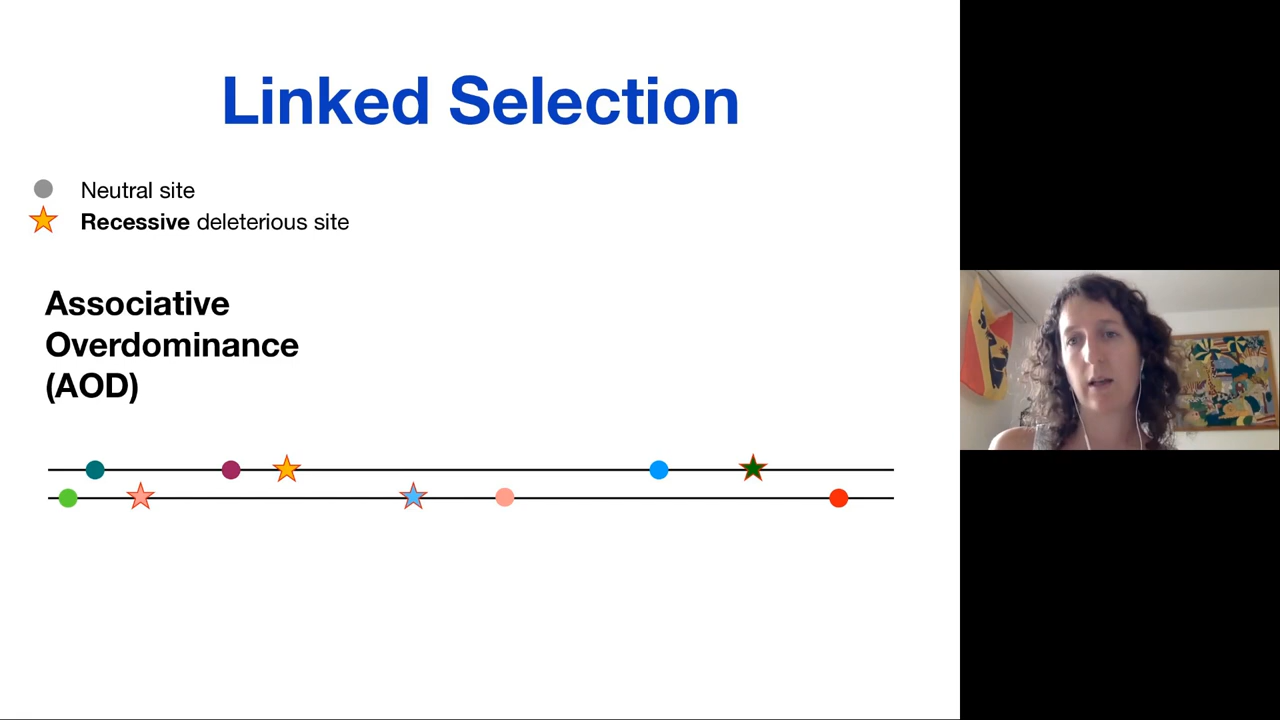 Linked Selection
Neutral site
Recessive deleterious site
Associative
Overdominance
(AOD)